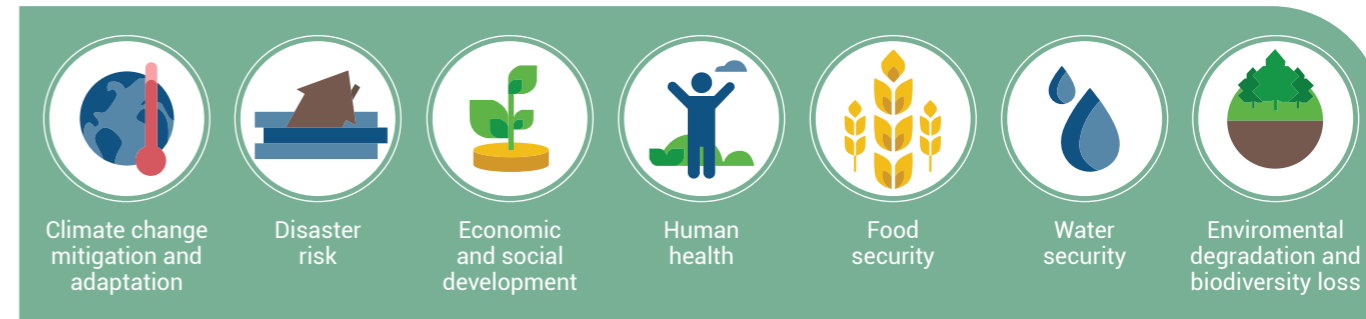 Climate change
mitigation and
adaptation
Disaster
risk
Economic
and social
development
Human
health
Food
security
Water
security
Enviromental
degradation and
biodiversity loss